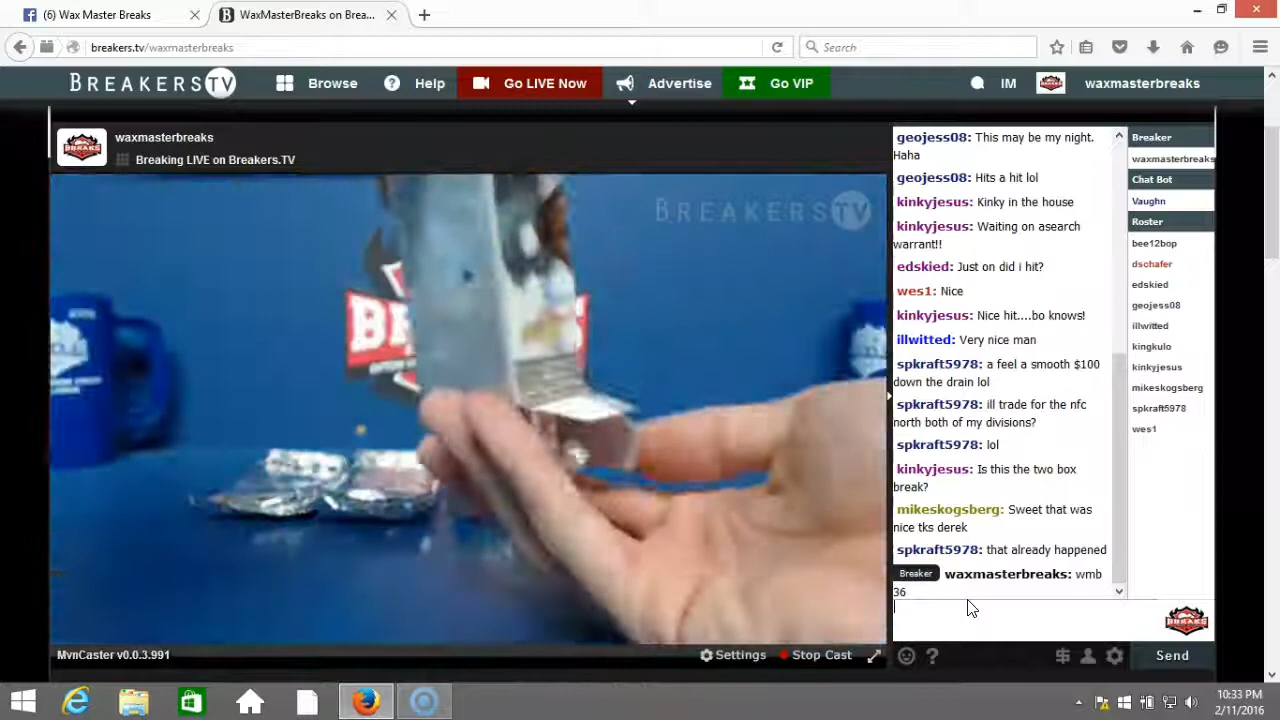 (6) Wax Master Breaks
WaxMasterBreaks on Brea...
breakers.tv/waxmasterbreaks
Search
BREAKERSTV
Browse
Help
Go LIVE Now
Advertise
Go VIP
IM
waxmasterbreaks
waxmasterbreaks
Breaking LIVE on Breakers.TV
BREAKERSTV
geojess08: This may be my night.
Haha
geojess08: Hits a hit lol
kinkyjesus: Kinky in the house
kinkyjesus: Waiting on asearch
warrant!!
edskied: Just on did i hit?
wes1: Nice
kinkyjesus: Nice hit....bo knows!
illwitted: Very nice man
spkraft5978: a feel a smooth $100
down the drain lol
spkraft5978: ill trade for the nfc
north both of my divisions?
spkraft5978: lol
kinkyjesus: Is this the two box
break?
mikeskogsberg: Sweet that was
nice tks derek
spkraft5978: that already happened
Breaker waxmasterbreaks: wmb
36
Breaker
waxmasterbreaks
Chat Bot
Vaughn
Roster
bee12bop
dschafer
edskied
geojess08
illwitted
kingkulo
kinkyjesus
mikeskogsberg
spkraft5978
wes1
BREAKS
MvnCaster v0.0.3.991
Settings
Stop Cast
Send
10:33 PM
2/11/2016